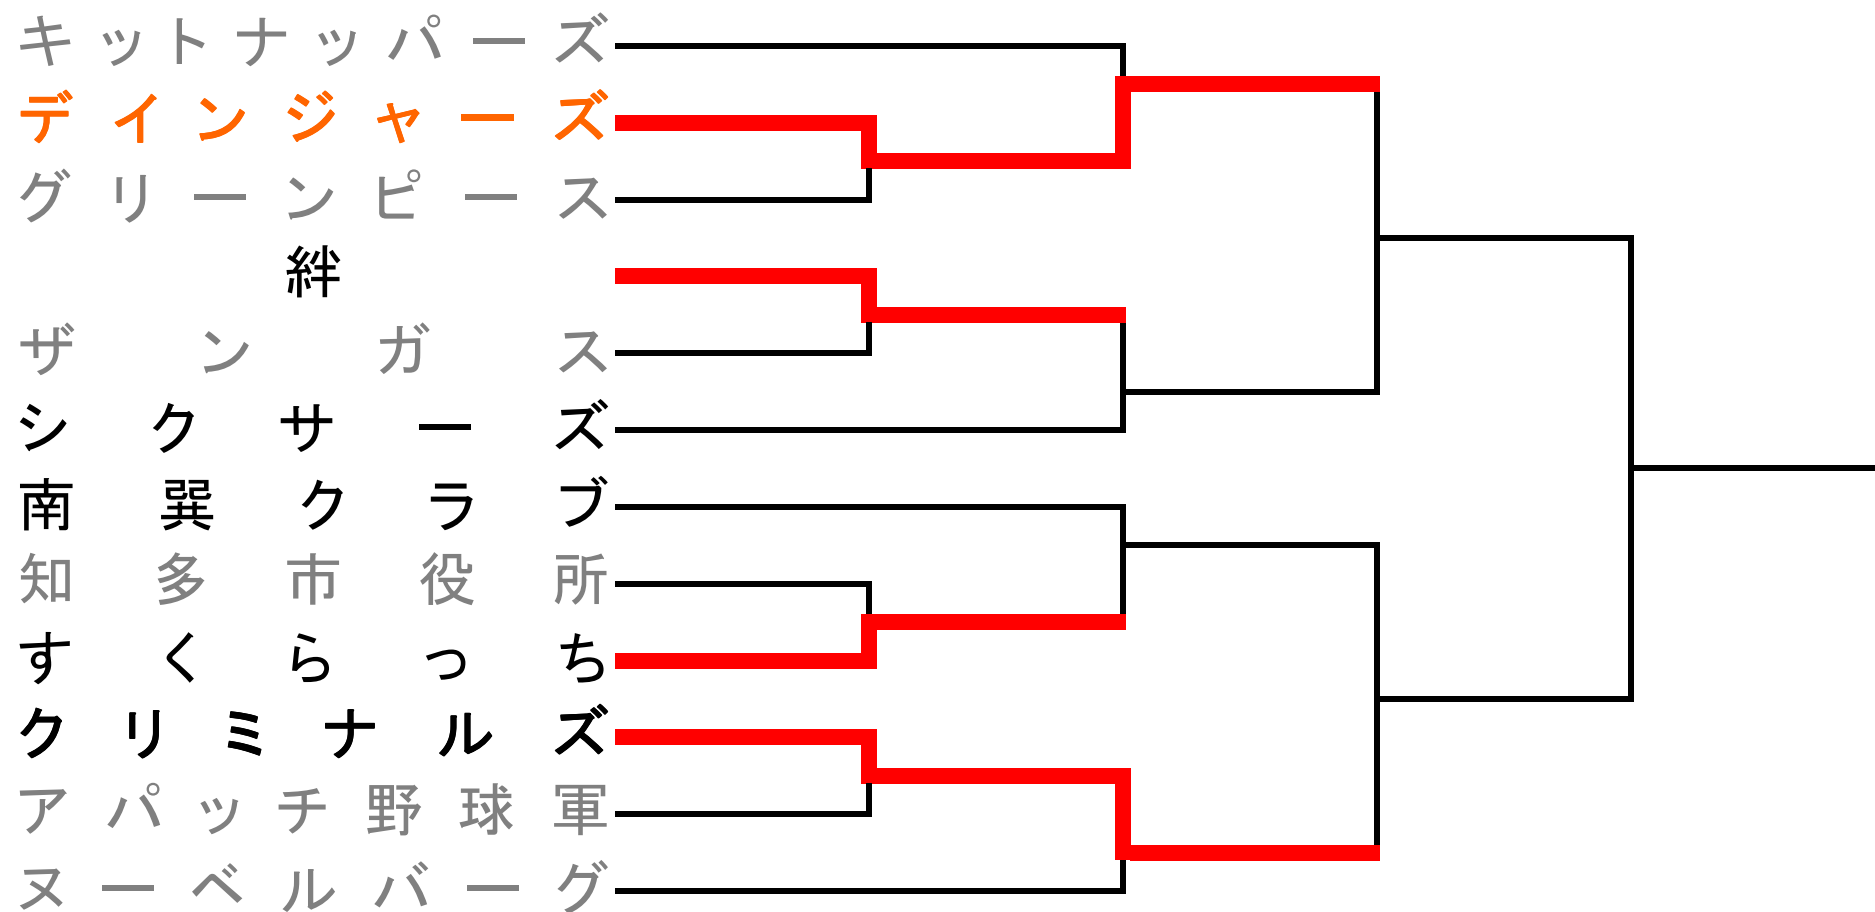 キットナッパーズ
デインジャーズ
グリーンピース
絆
ザンガス
シクサーズ
南巽クラブ
知多市役所
すくらっち
クリミナルズ
アパッチ野球軍
ヌーベルバーグ